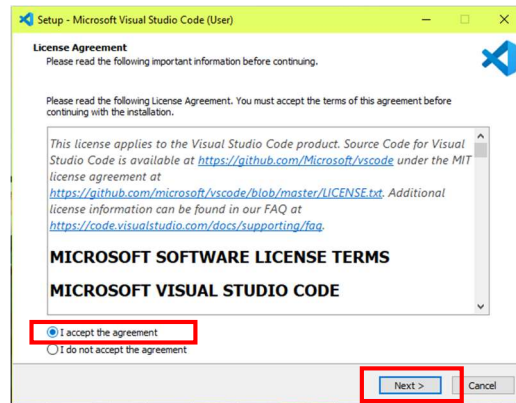 Setup - Microsoft Visual Studio Code (User)
License Agreement
Please read the following important information before continuing.
Please read the following License Agreement. You must accept the terms of this agreement before
continuing with the installation.
This license applies to the Visual Studio Code product. Source Code for Visual
Studio Code is available at https://github.com/Microsoft/vscode under the MIT
license agreement at
https://github.com/microsoft/vscode/blob/master/LICENSE.txt. Additional
license information can be found in our FAQ at
https://code.visualstudio.com/docs/supporting/faq.
MICROSOFT SOFTWARE LICENSE TERMS
MICROSOFT VISUAL STUDIO CODE
I accept the agreement
I do not accept the agreement
Next > Cancel